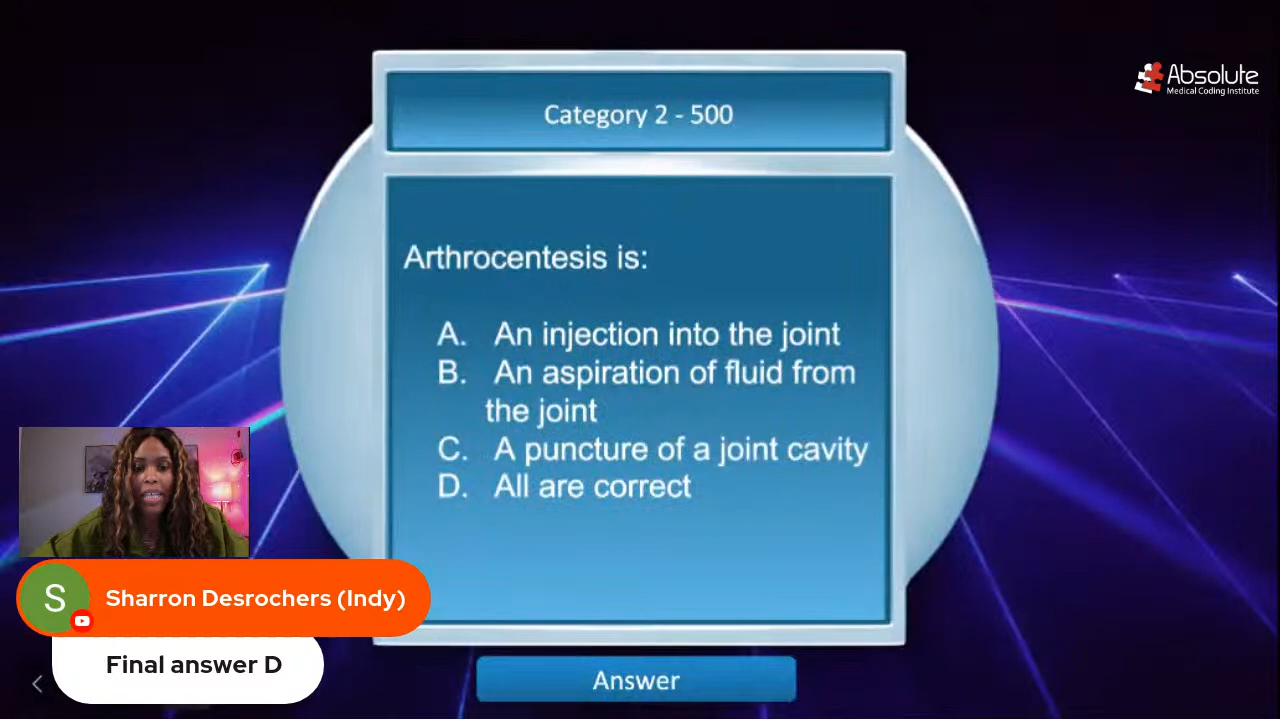 Absolute
Medical Coding Institute
Category 2 - 500
Arthrocentesis is:
A. An injection into the joint
B. An aspiration of fluid from
the joint
C. A puncture of a joint cavity
D. All are correct
S
Sharron Desrochers (Indy)
Final answer D
Answer